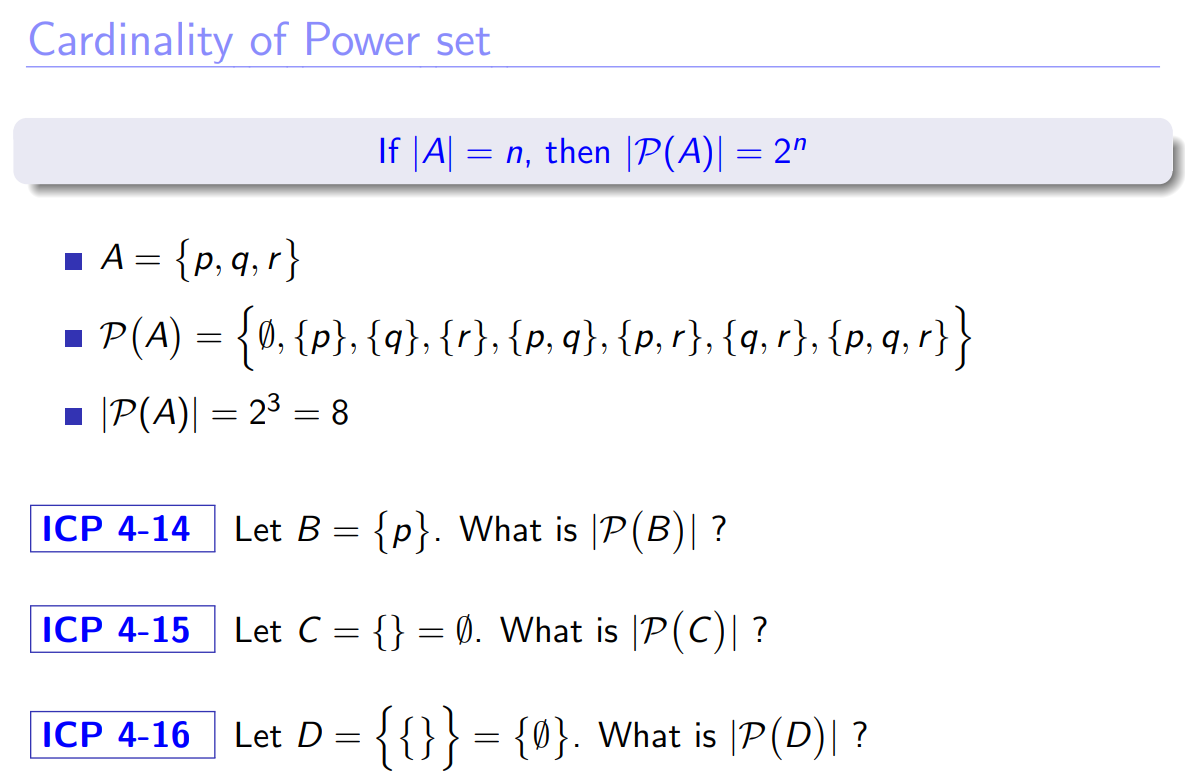 Cardinality of Power set
If |A| = n, then |𝒫(A)| = 2ⁿ
A = {p, q, r}
𝒫(A) = {∅, {p}, {q}, {r}, {p, q}, {p, r}, {q, r}, {p, q, r}}
|𝒫(A)| = 2³ = 8
ICP 4-14 Let B = {p}. What is |𝒫(B)| ?
ICP 4-15 Let C = {} = ∅. What is |𝒫(C)| ?
ICP 4-16 Let D = {{}} = {∅}. What is |𝒫(D)| ?